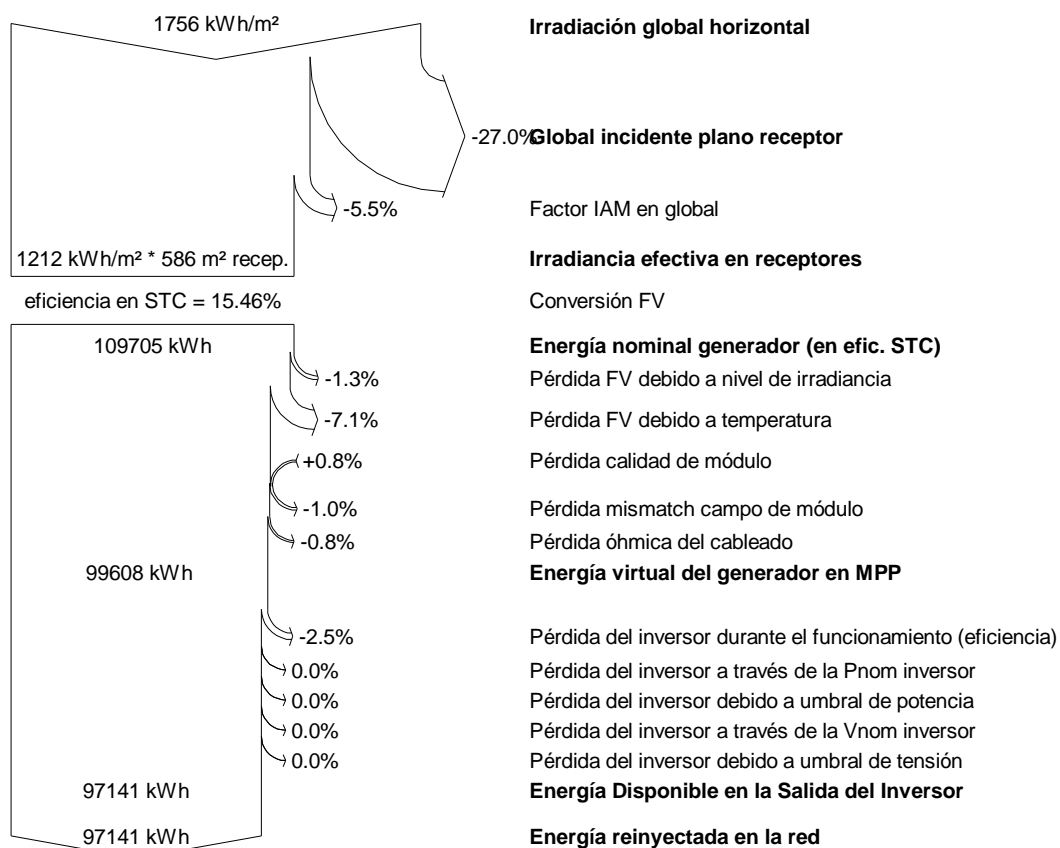 1756 kWh/m² Irradiación global horizontal
-27.0% Global incidente plano receptor
-5.5% Factor IAM en global
1212 kWh/m² * 586 m² recep. Irradiancia efectiva en receptores
eficiencia en STC = 15.46% Conversión FV
109705 kWh Energía nominal generador (en efic. STC)
-1.3% Pérdida FV debido a nivel de irradiancia
-7.1% Pérdida FV debido a temperatura
+0.8% Pérdida calidad de módulo
-1.0% Pérdida mismatch campo de módulo
-0.8% Pérdida óhmica del cableado
99608 kWh Energía virtual del generador en MPP
-2.5% Pérdida del inversor durante el funcionamiento (eficiencia)
0.0% Pérdida del inversor a través de la Pnom inversor
0.0% Pérdida del inversor debido a umbral de potencia
0.0% Pérdida del inversor a través de la Vnom inversor
0.0% Pérdida del inversor debido a umbral de tensión
97141 kWh Energía Disponible en la Salida del Inversor
97141 kWh Energía reinyectada en la red